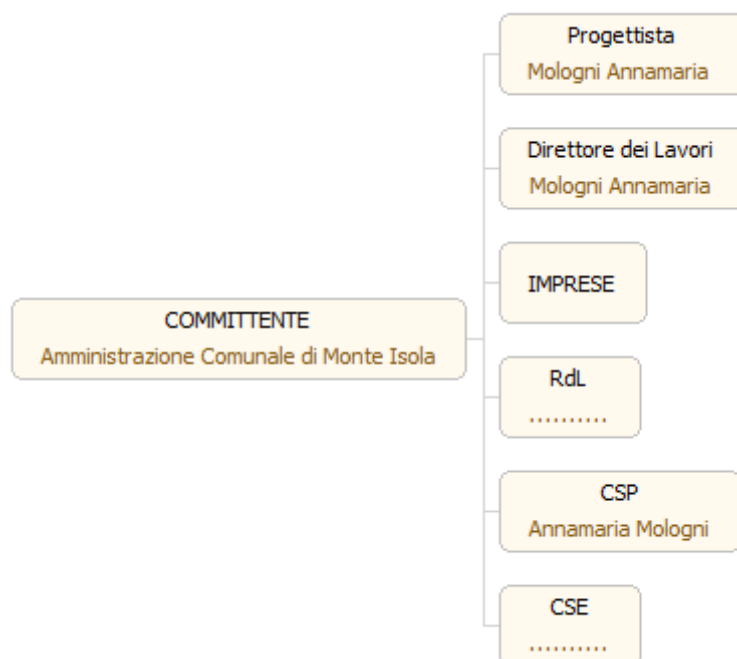 COMMITTENTE
Amministrazione Comunale di Monte Isola
Progettista
Mologni Annamaria
Direttore dei Lavori
Mologni Annamaria
IMPRESE
RdL
..........
CSP
Annamaria Mologni
CSE
..........